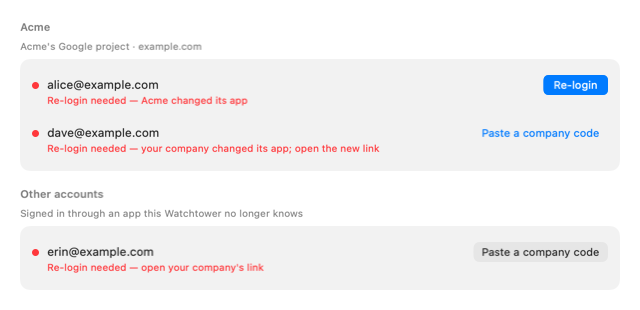 Acme
Acme's Google project · example.com
alice@example.com
Re-login
Re-login needed — Acme changed its app
dave@example.com
Paste a company code
Re-login needed — your company changed its app; open the new link
Other accounts
Signed in through an app this Watchtower no longer knows
erin@example.com
Paste a company code
Re-login needed — open your company's link